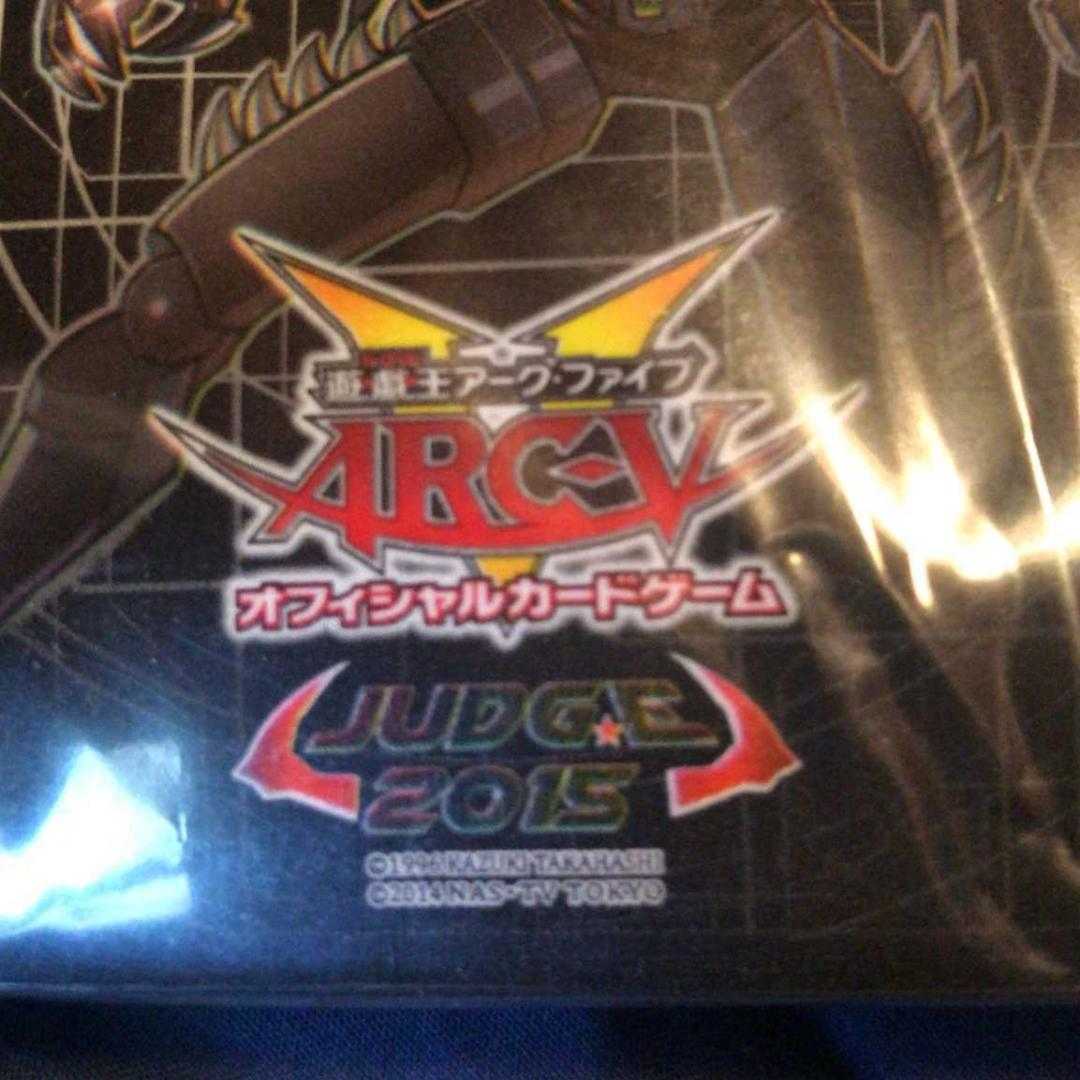 遊☆戯☆王アーク・ファイブ
ARC-V
オフィシャルカードゲーム
JUDGE
2015
©1996 KAZUKI TAKAHASHI
©2014 NAS・TV TOKYO